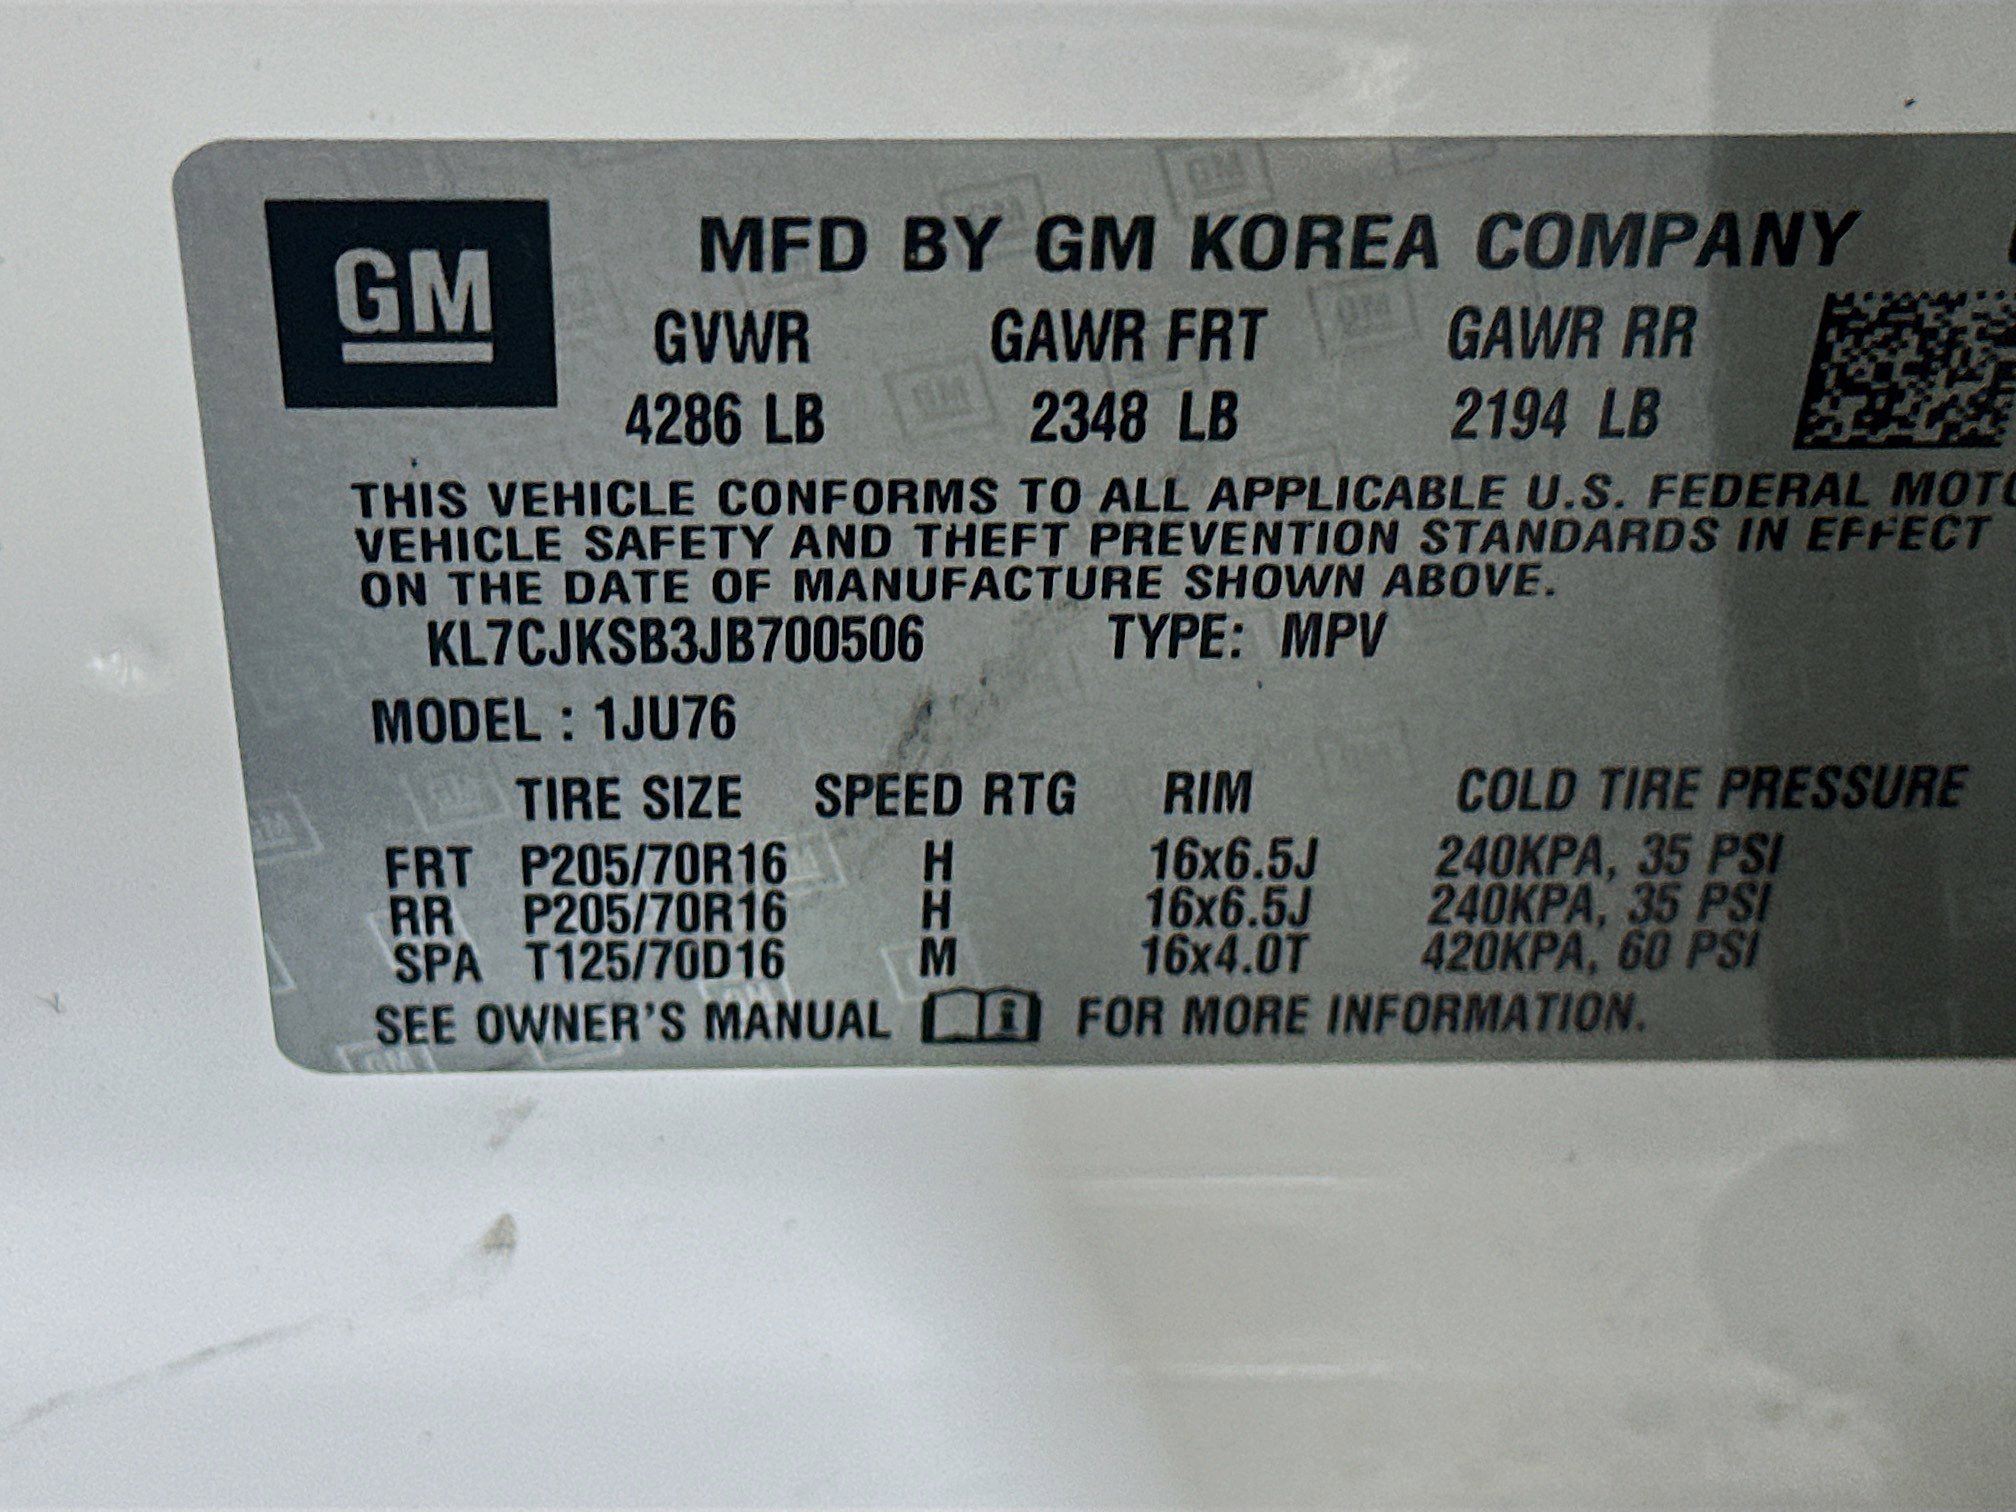 GM
MFD BY GM KOREA COMPANY
GVWR GAWR FRT GAWR RR
4286 LB 2348 LB 2194 LB
THIS VEHICLE CONFORMS TO ALL APPLICABLE U.S. FEDERAL
VEHICLE SAFETY AND THEFT PREVENTION STANDARDS IN EFFECT
ON THE DATE OF MANUFACTURE SHOWN ABOVE.
KL7CJKSB3JB700506 TYPE: MPV
MODEL : 1JU76
TIRE SIZE SPEED RTG RIM COLD TIRE PRESSURE
FRT P205/70R16 H 16x6.5J 240KPA, 35 PSI
RR P205/70R16 H 16x6.5J 240KPA, 35 PSI
SPA T125/70D16 M 16x4.0T 420KPA, 60 PSI
SEE OWNER'S MANUAL i FOR MORE INFORMATION.